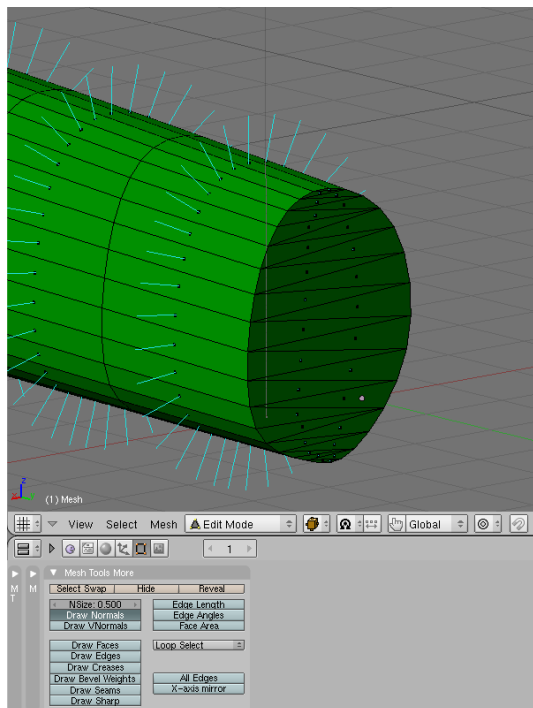 z
x
(1) Mesh
View Select Mesh Edit Mode Global
1
Mesh Tools More
M
T
M
Select Swap Hide Reveal
NSize: 0.500
Draw Normals
Draw VNormals
Edge Length
Edge Angles
Face Area
Draw Faces
Draw Edges
Draw Creases
Draw Bevel Weights
Draw Seams
Draw Sharp
Loop Select
All Edges
X-axis mirror